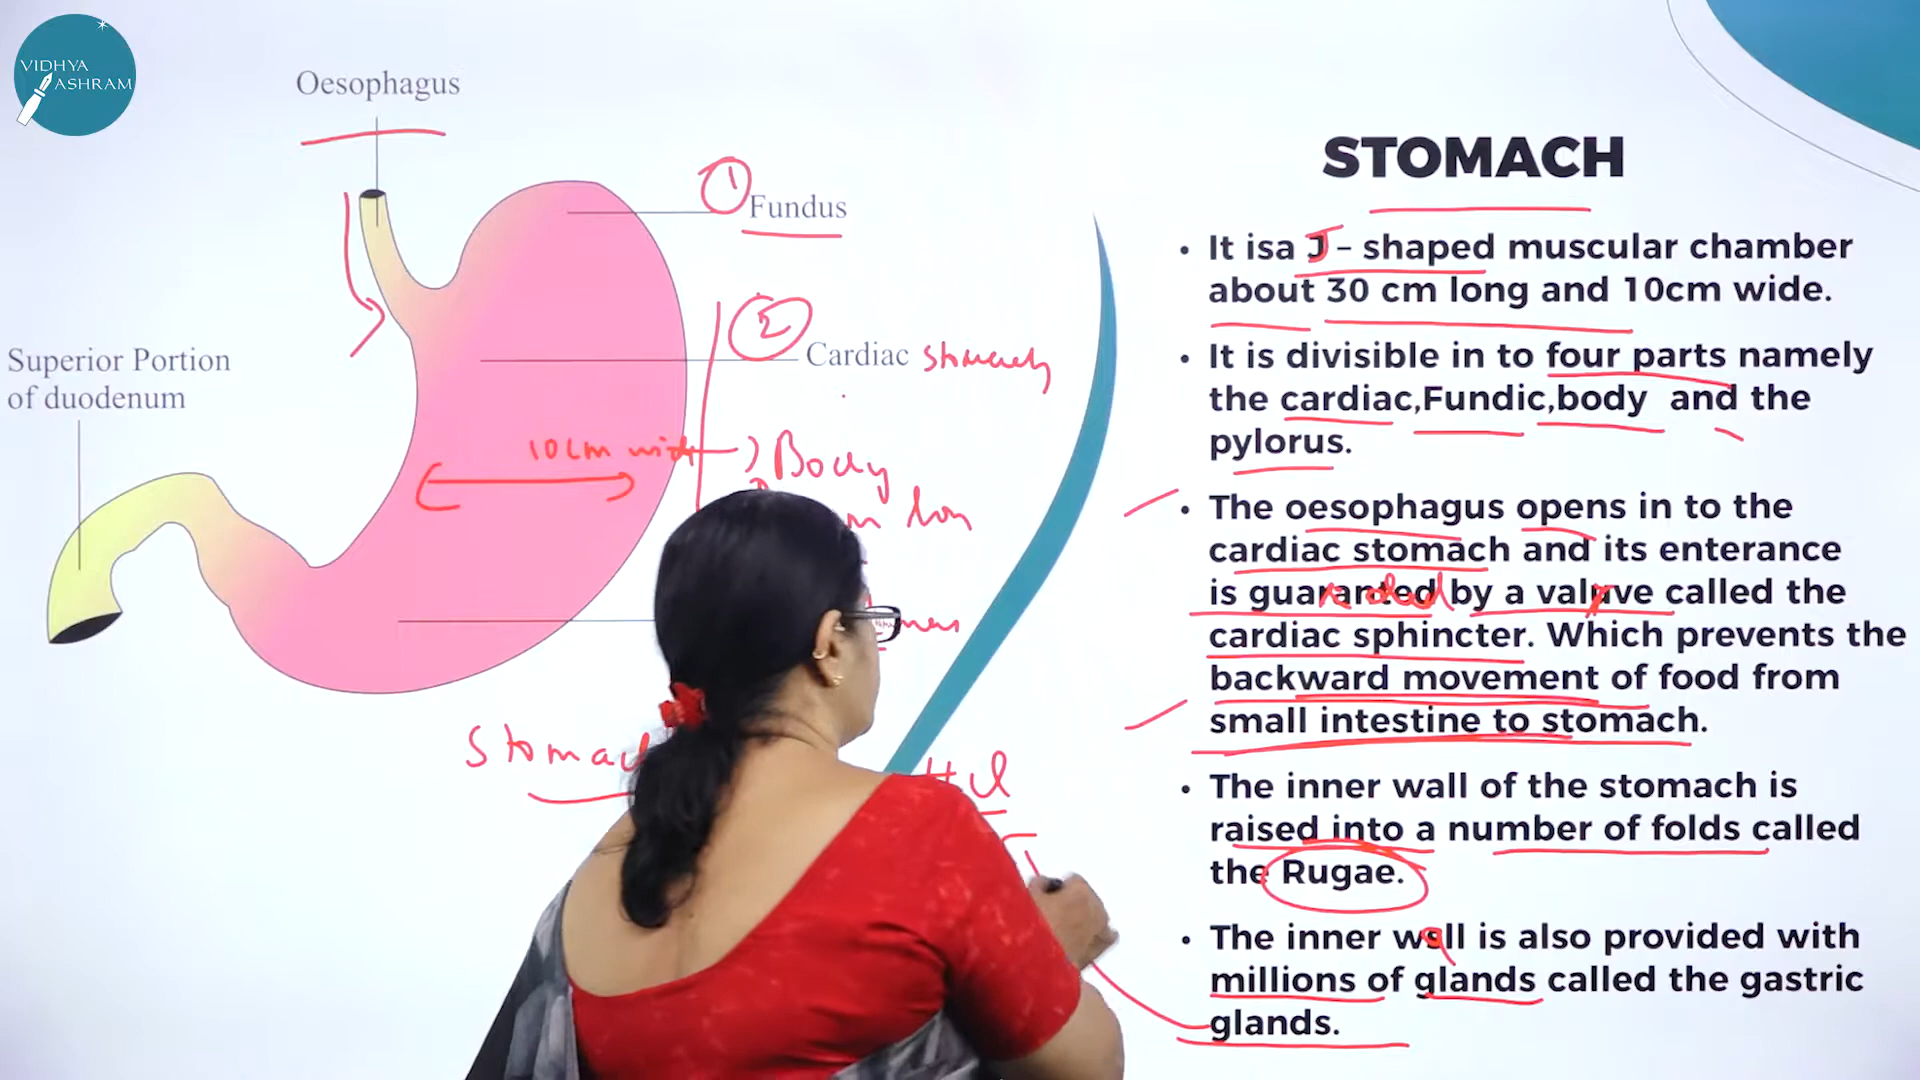 VIDHYA
ASHRAM
Oesophagus
1
Fundus
2
Cardiac stomach
Superior Portion
of duodenum
10cm wide
Body
Stomac
HCl
STOMACH
• It isa J – shaped muscular chamber
about 30 cm long and 10cm wide.
• It is divisible in to four parts namely
the cardiac,Fundic,body and the
pylorus.
• The oesophagus opens in to the
cardiac stomach and its enterance
is guaranted by a valuve called the
cardiac sphincter. Which prevents the
backward movement of food from
small intestine to stomach.
• The inner wall of the stomach is
raised into a number of folds called
the Rugae.
• The inner wall is also provided with
millions of glands called the gastric
glands.